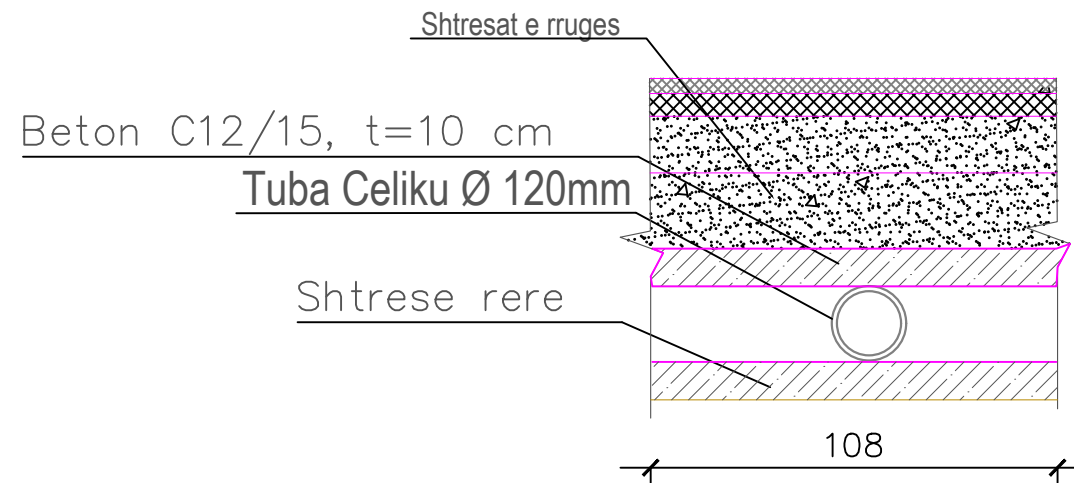 Shtresat e rruges
Beton C12/15, t=10 cm
Tuba Celiku Ø 120mm
Shtrese rere
108